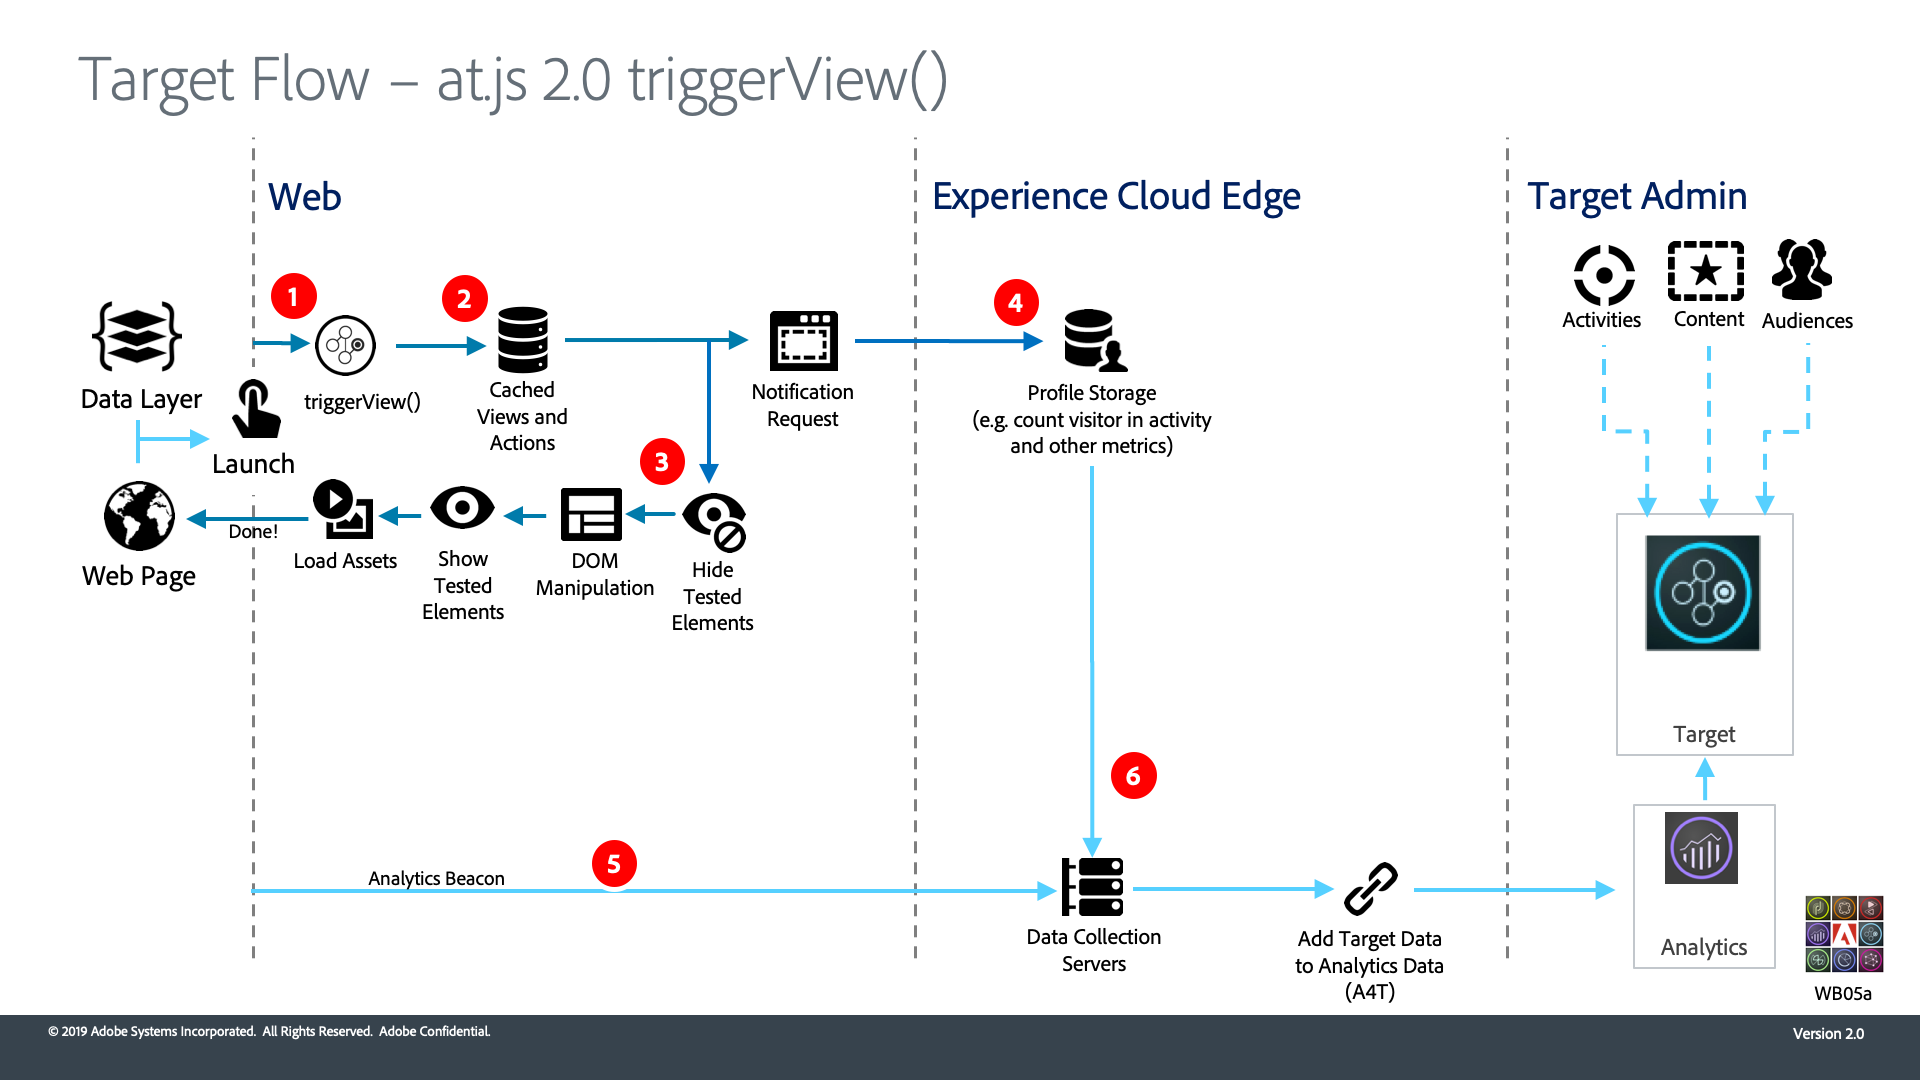 Target Flow – at.js 2.0 triggerView()
Web
Experience Cloud Edge
Target Admin
1
2
4
Activities
Content
Audiences
Data Layer
triggerView()
Cached
Views and
Actions
Notification
Request
Profile Storage
(e.g. count visitor in activity
and other metrics)
Launch
3
Web Page
Done!
Load Assets
Show
Tested
Elements
DOM
Manipulation
Hide
Tested
Elements
Target
6
5
Analytics Beacon
Data Collection
Servers
Add Target Data
to Analytics Data
(A4T)
Analytics
WB05a
© 2019 Adobe Systems Incorporated.  All Rights Reserved.  Adobe Confidential.
Version 2.0